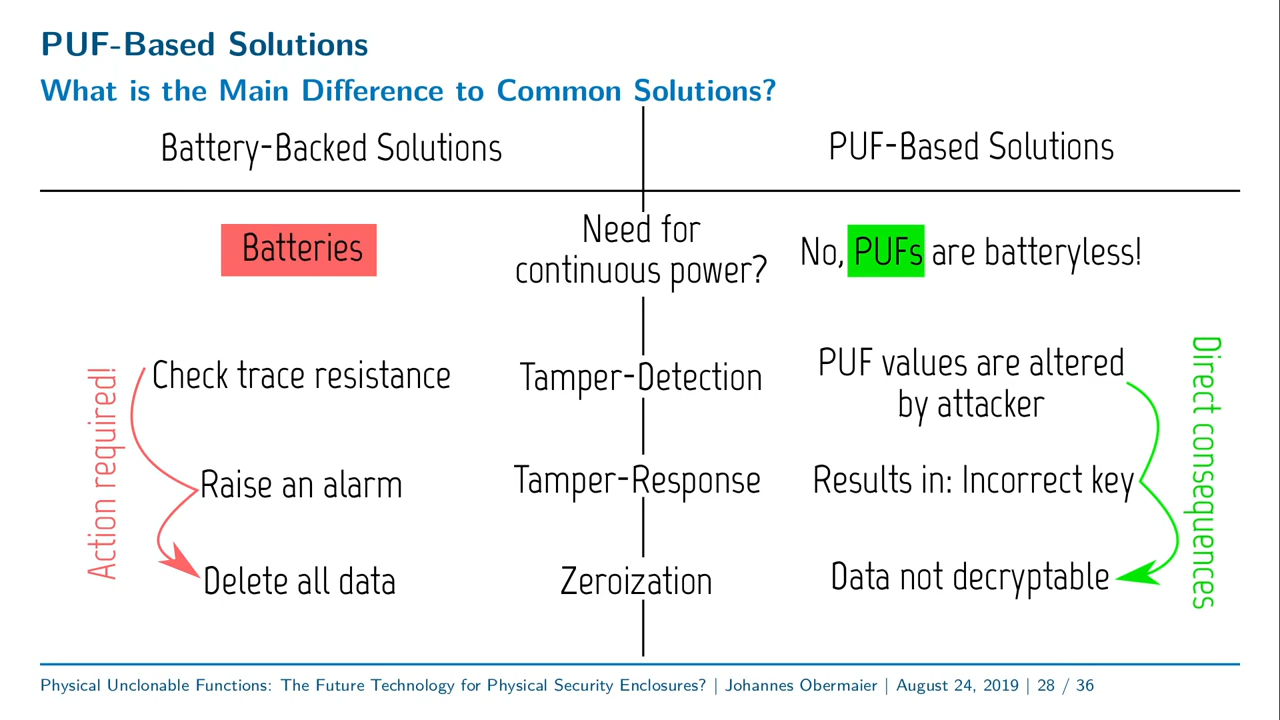 PUF-Based Solutions
What is the Main Difference to Common Solutions?
Battery-Backed Solutions
PUF-Based Solutions
Batteries
Need for
continuous power?
No, PUFs are batteryless!
Check trace resistance
Tamper-Detection
PUF values are altered
by attacker
Raise an alarm
Tamper-Response
Results in: Incorrect key
Delete all data
Zeroization
Data not decryptable
Action required!
Direct consequences
Physical Unclonable Functions: The Future Technology for Physical Security Enclosures? | Johannes Obermaier | August 24, 2019 | 28 / 36